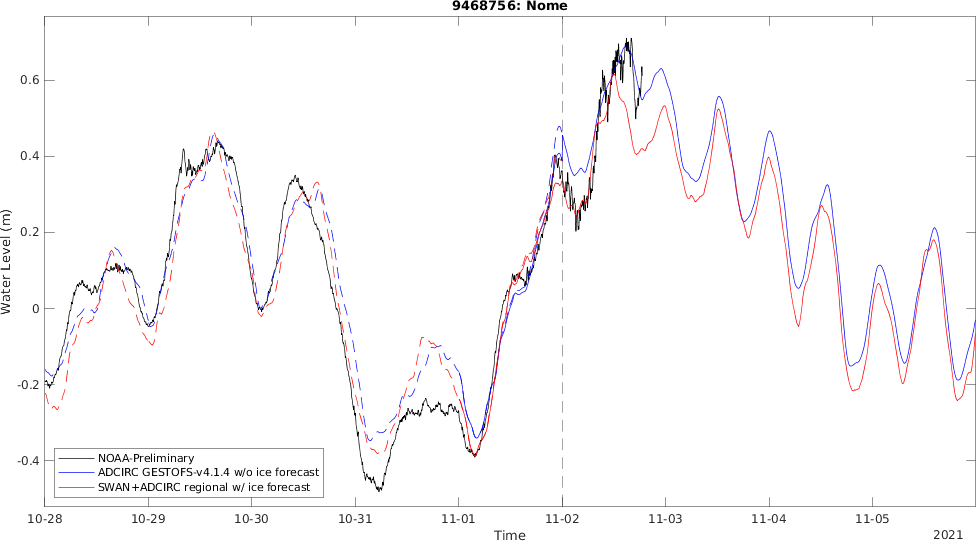 9468756: Nome
Water Level (m)
0.6
0.4
0.2
0
-0.2
-0.4
NOAA-Preliminary
ADCIRC GESTOFS-v4.1.4 w/o ice forecast
SWAN+ADCIRC regional w/ ice forecast
10-28 10-29 10-30 10-31 11-01 11-02 11-03 11-04 11-05
Time
2021